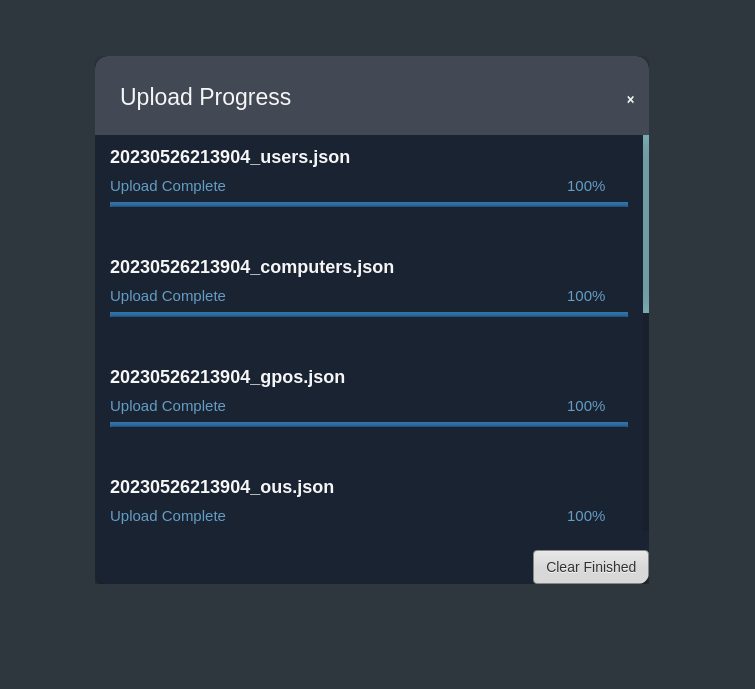 Upload Progress
×
20230526213904_users.json
Upload Complete 100%
20230526213904_computers.json
Upload Complete 100%
20230526213904_gpos.json
Upload Complete 100%
20230526213904_ous.json
Upload Complete 100%
Clear Finished